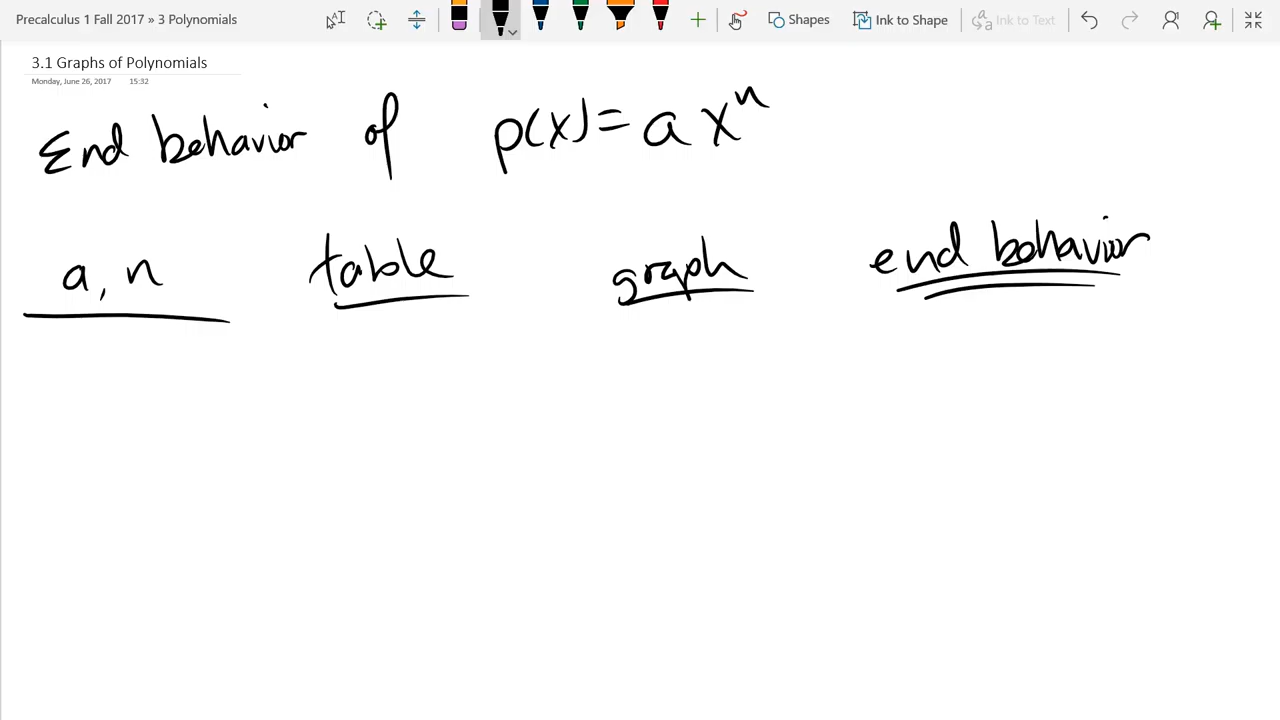 Precalculus 1 Fall 2017 » 3 Polynomials
Shapes
Ink to Shape
Ink to Text
3.1 Graphs of Polynomials
Monday, June 26, 2017 15:32
End behavior of p(x)=ax^n
a, n table graph end behavior